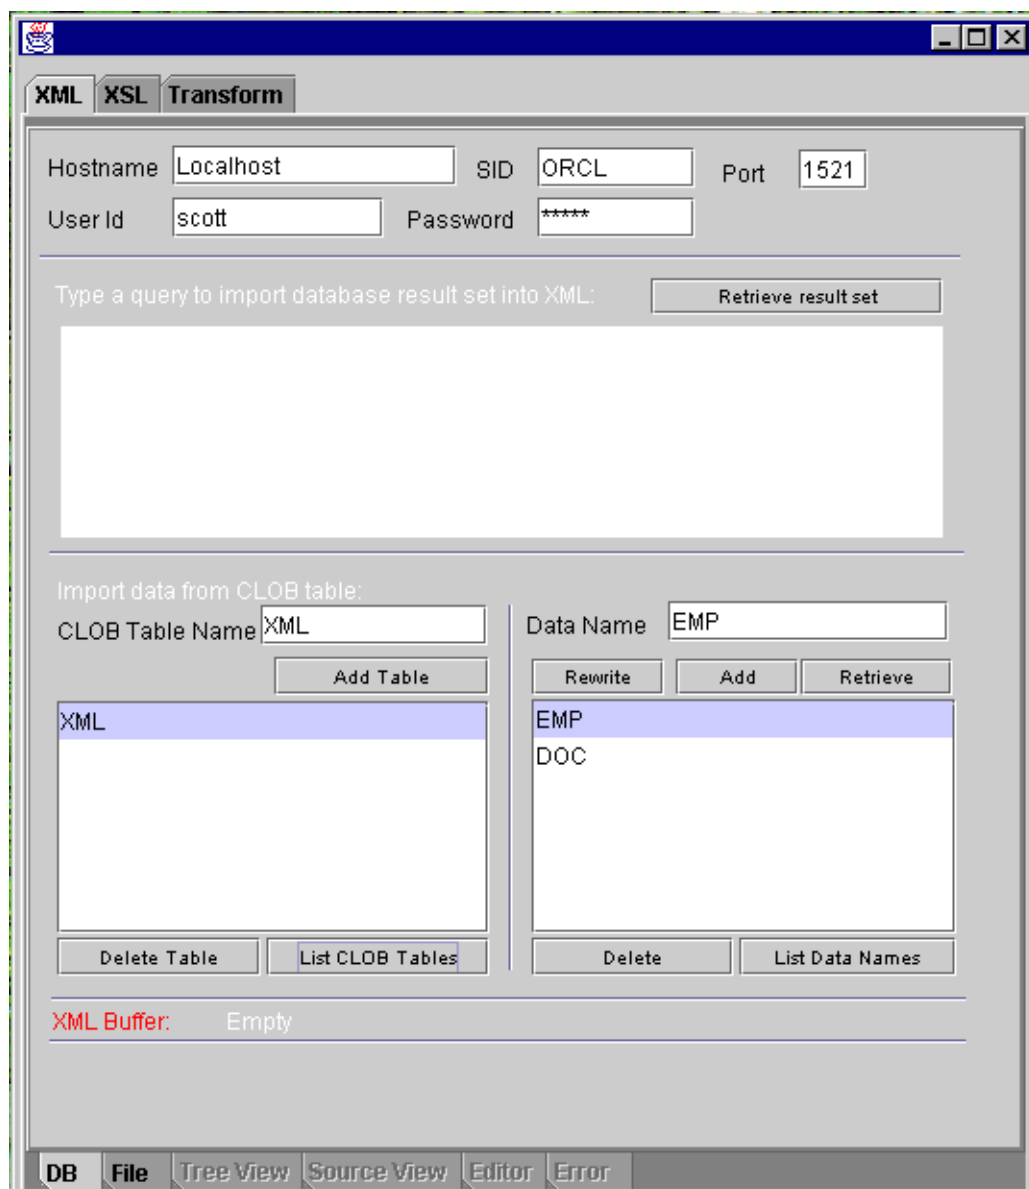 XML XSL Transform
Hostname Localhost SID ORCL Port 1521
User Id scott Password *****
Type a query to import database result set into XML: Retrieve result set
Import data from CLOB table:
CLOB Table Name XML Data Name EMP
Add Table Rewrite Add Retrieve
XML EMP
DOC
Delete Table List CLOB Tables Delete List Data Names
XML Buffer: Empty
DB File Tree View Source View Editor Error